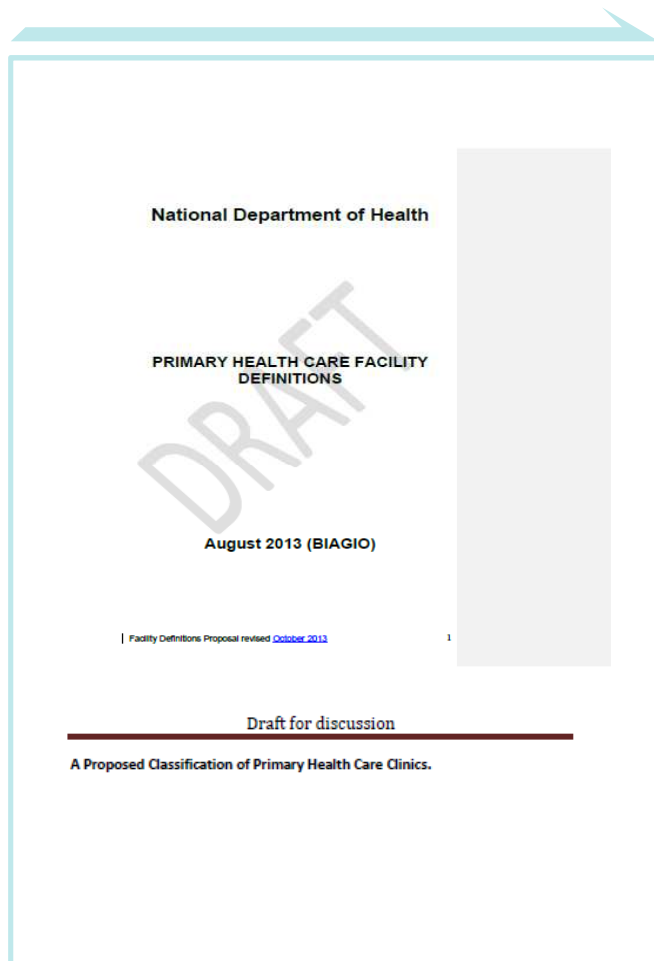 National Department of Health
DRAFT
PRIMARY HEALTH CARE FACILITY
DEFINITIONS
August 2013 (BIAGIO)
Facility Definitions Proposal revised October 2013 1
Draft for discussion
A Proposed Classification of Primary Health Care Clinics.